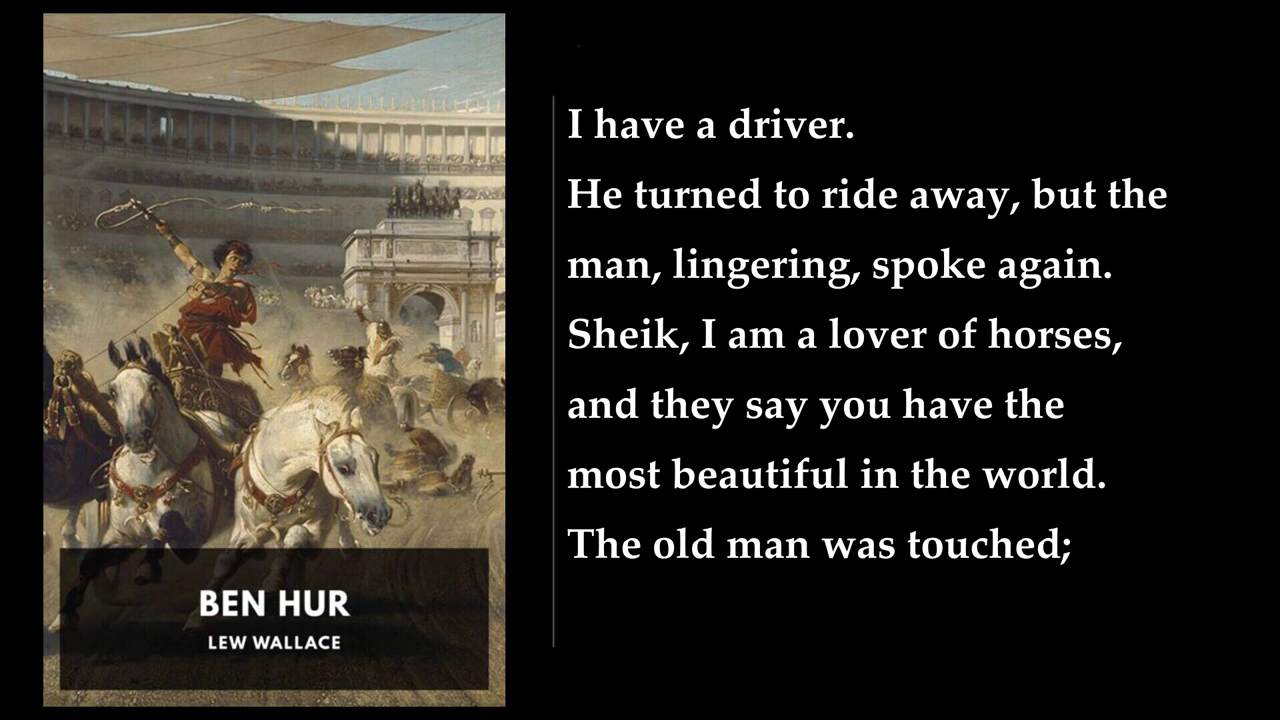 BEN HUR
LEW WALLACE
I have a driver.
He turned to ride away, but the
man, lingering, spoke again.
Sheik, I am a lover of horses,
and they say you have the
most beautiful in the world.
The old man was touched;